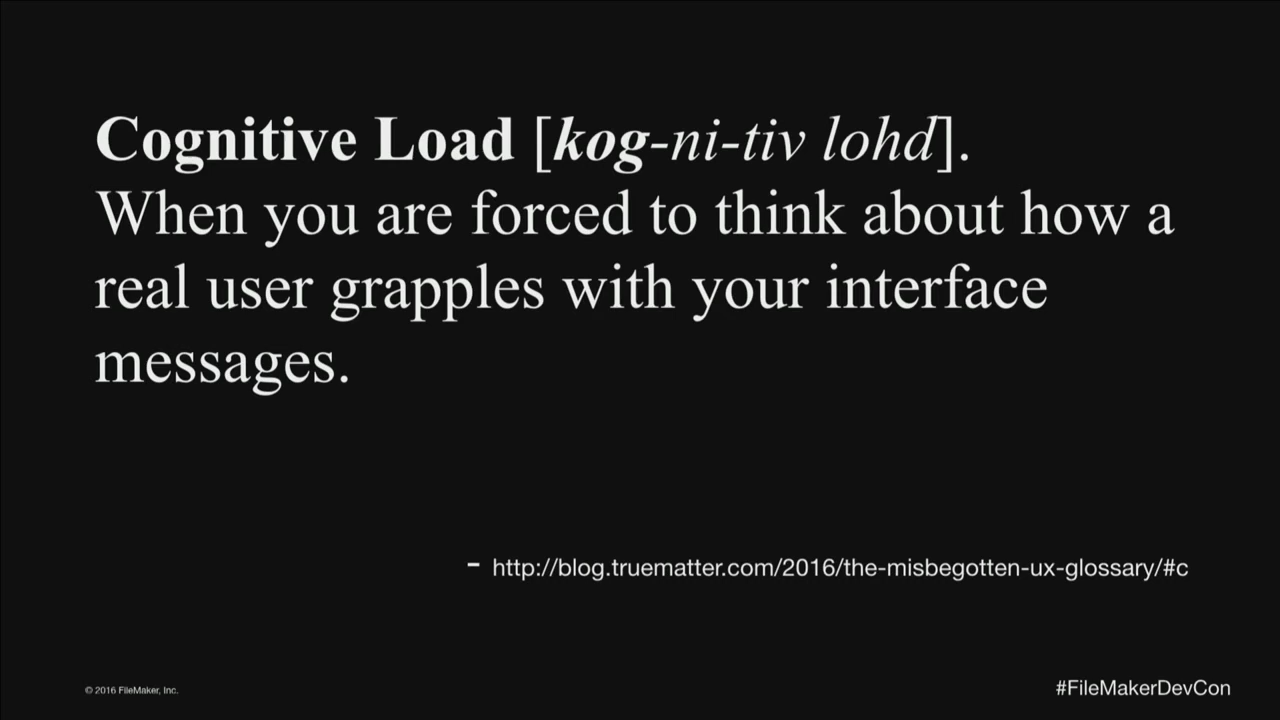 Cognitive Load [kog-ni-tiv lohd].
When you are forced to think about how a
real user grapples with your interface
messages.
- http://blog.truematter.com/2016/the-misbegotten-ux-glossary/#c
© 2016 FileMaker, Inc.
#FileMakerDevCon